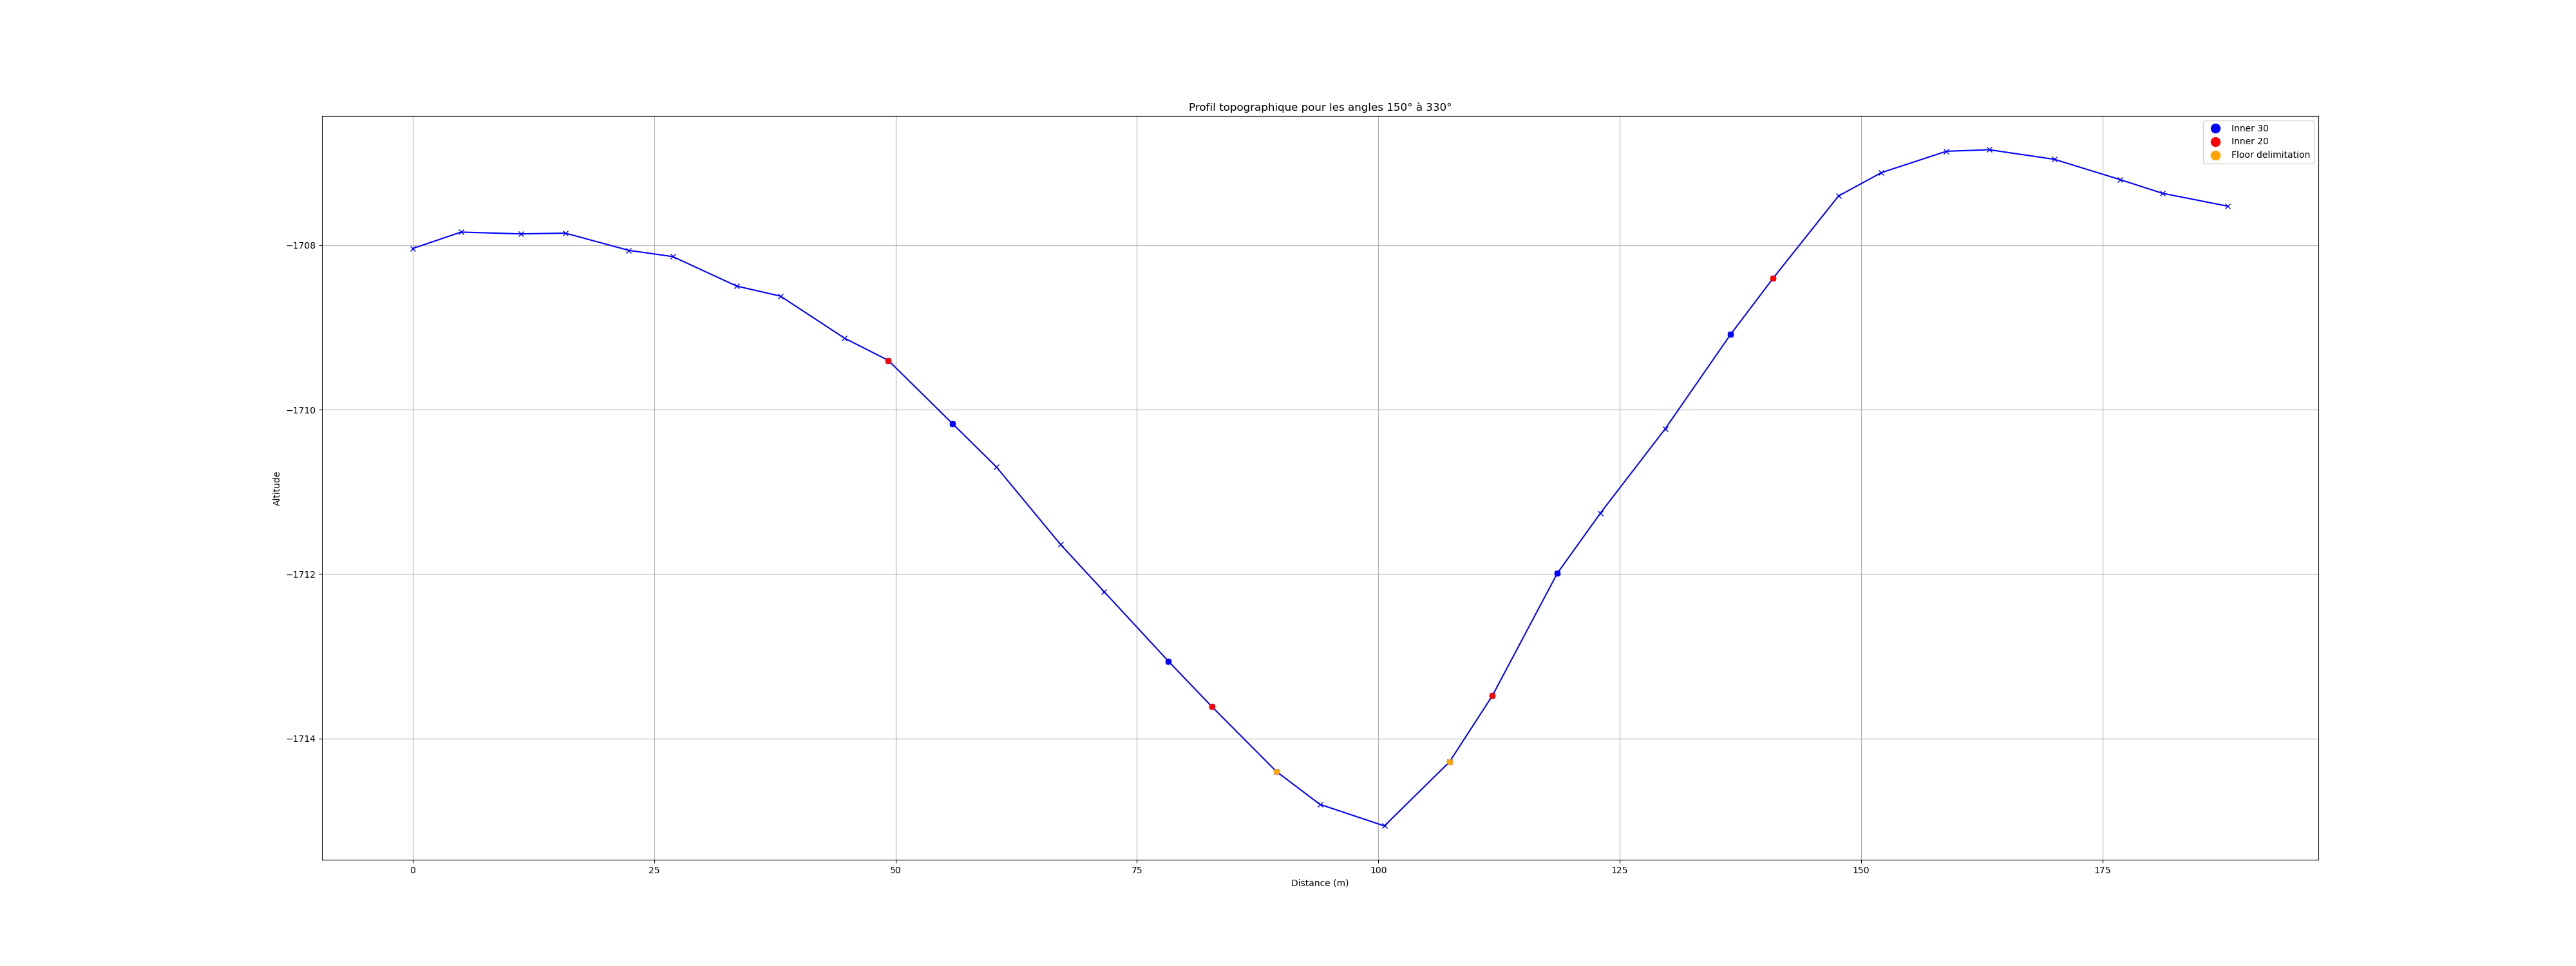 Profil topographique pour les angles 150° à 330°
Inner 30
Inner 20
Floor delimitation
−1708
−1710
−1712
−1714
Altitude
0 25 50 75 100 125 150 175
Distance (m)